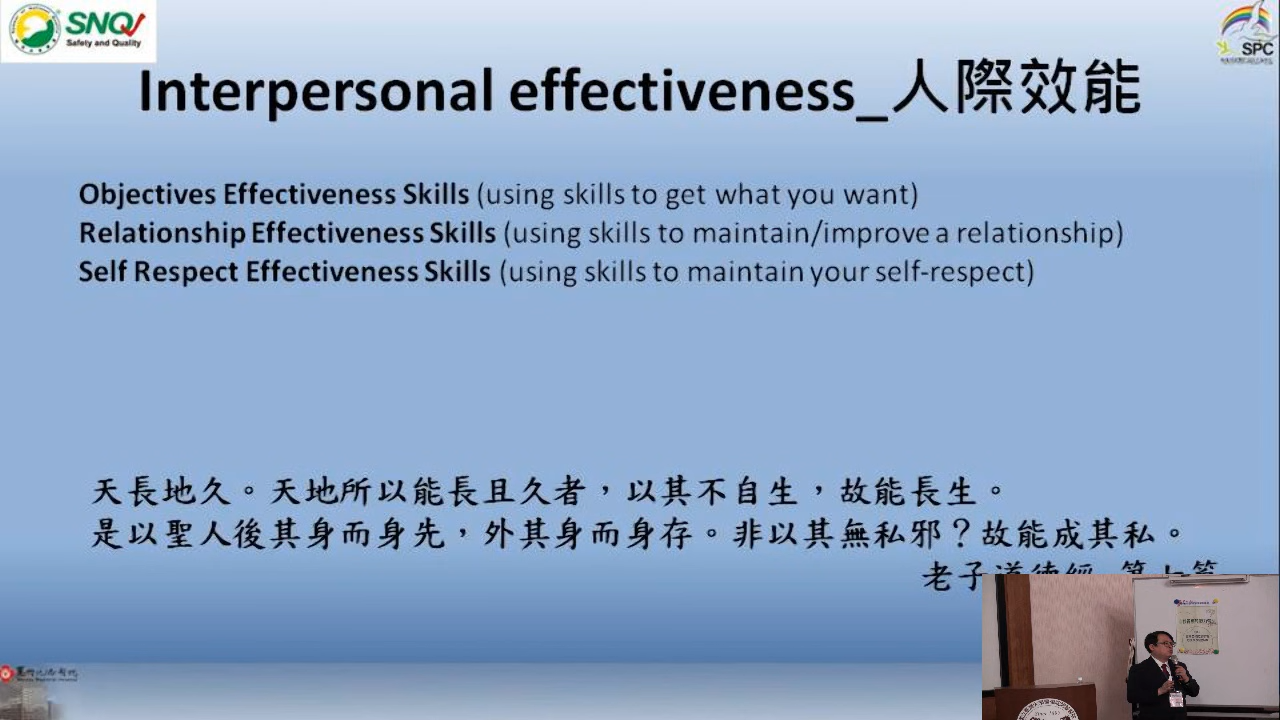 SNQ
Safety and Quality
SPC
Interpersonal effectiveness_人際效能
Objectives Effectiveness Skills (using skills to get what you want)
Relationship Effectiveness Skills (using skills to maintain/improve a relationship)
Self Respect Effectiveness Skills (using skills to maintain your self-respect)
天長地久。天地所以能長且久者，以其不自生，故能長生。
是以聖人後其身而身先，外其身而身存。非以其無私邪？故能成其私。
老子道德經 第七篇